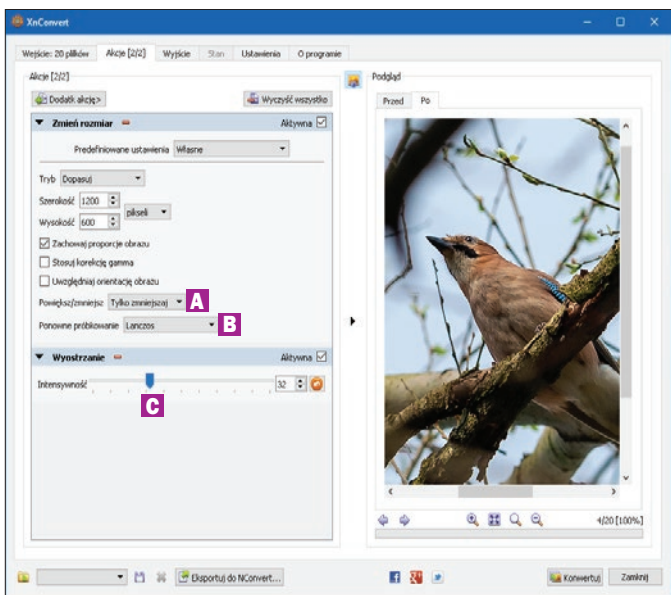 XnConvert
Wejście: 20 plików Akcje [2/2] Wyjście Stan Ustawienia O programie
Akcje [2/2]
Dodatk akcję>
Wyczyść wszystko
Zmień rozmiar
Aktywna
Predefiniowane ustawienia Własne
Tryb Dopasuj
Szerokość 1200
Wysokość 600
pikseli
Zachowaj proporcje obrazu
Stosuj korekcję gamma
Uwzględniaj orientację obrazu
Powiększ/zmniejsz Tylko zmniejszaj A
Ponowne próbkowanie Lanczos B
Wyostrzanie
Aktywna
Intensywność 32
C
Podgląd
Przed Po
4/20 [100%]
Eksportuj do NConvert...
Konwertuj Zamknij